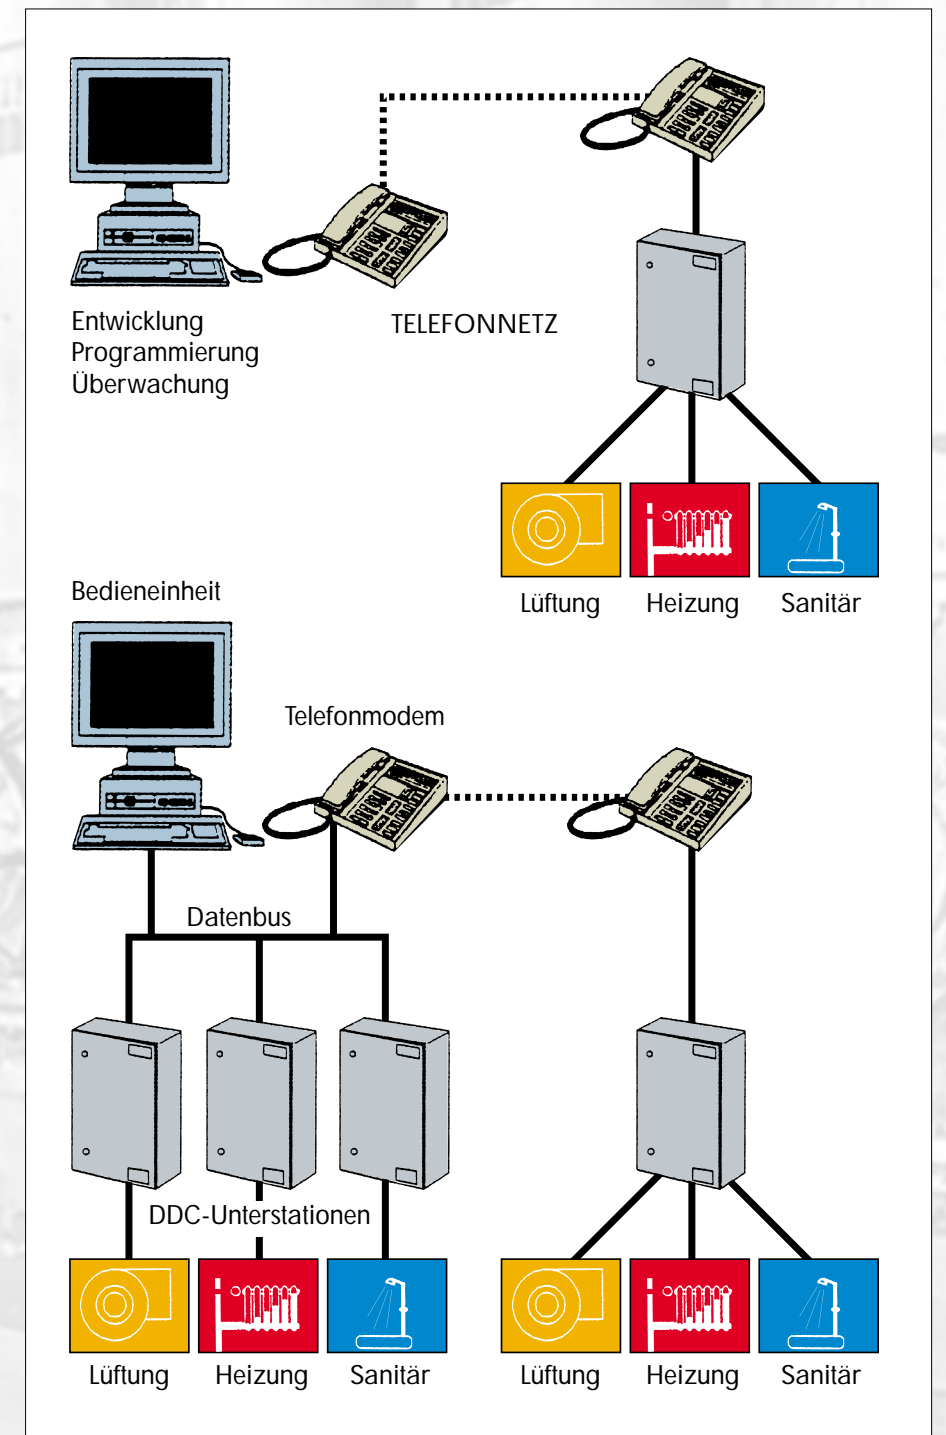 Entwicklung
Programmierung
Überwachung
TELEFONNETZ
Lüftung
Heizung
Sanitär
Bedieneinheit
Telefonmodem
Datenbus
DDC-Unterstationen
Lüftung
Heizung
Sanitär
Lüftung
Heizung
Sanitär